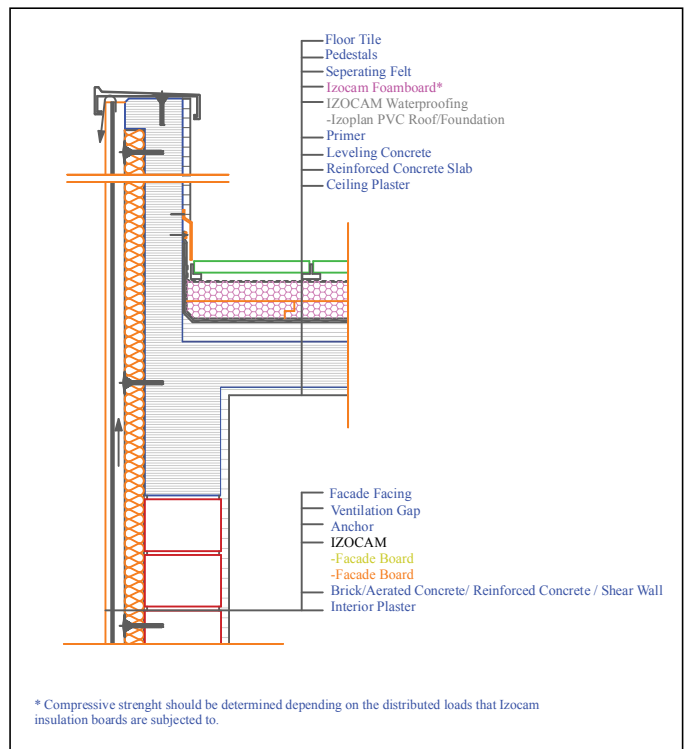 Floor Tile
Pedestals
Seperating Felt
Izocam Foamboard*
IZOCAM Waterproofing
-Izoplan PVC Roof/Foundation
Primer
Leveling Concrete
Reinforced Concrete Slab
Ceiling Plaster
Facade Facing
Ventilation Gap
Anchor
IZOCAM
-Facade Board
-Facade Board
Brick/Aerated Concrete/ Reinforced Concrete / Shear Wall
Interior Plaster
* Compressive strenght should be determined depending on the distributed loads that Izocam
insulation boards are subjected to.